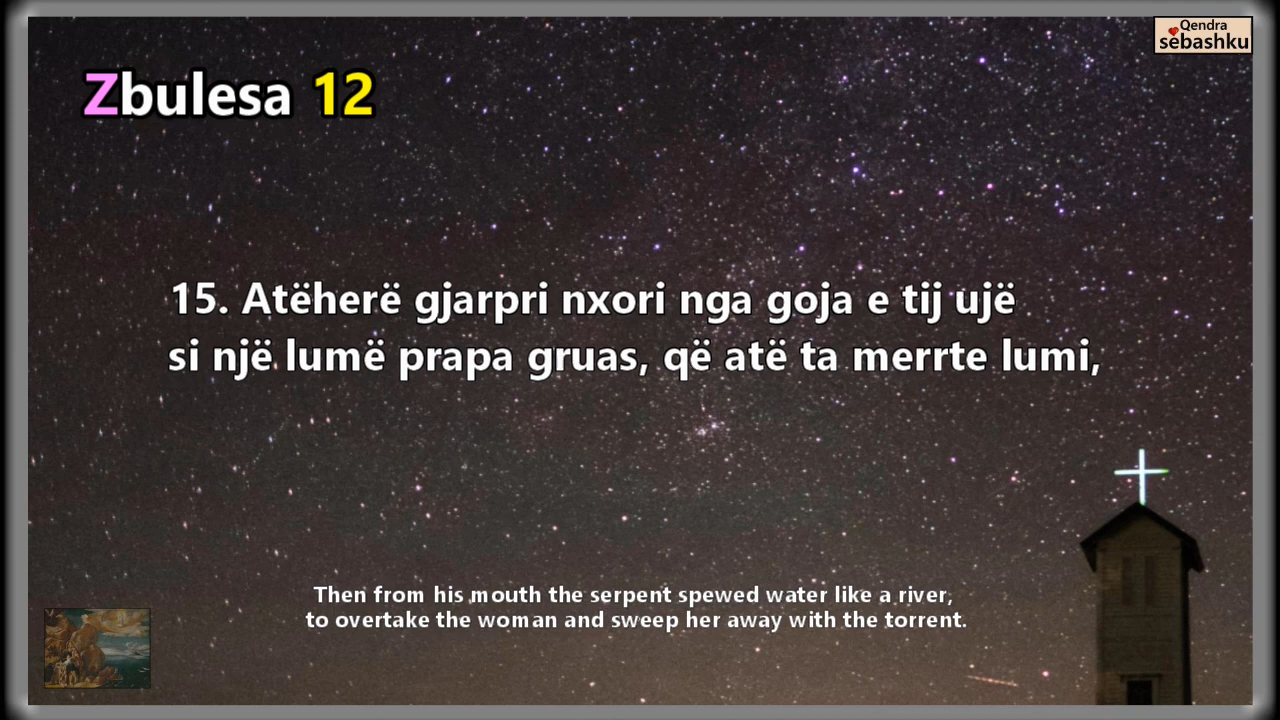 Qendra
sebashku
Zbulesa 12
15. Atëherë gjarpri nxori nga goja e tij ujë
si një lumë prapa gruas, që atë ta merrte lumi,
Then from his mouth the serpent spewed water like a river,
to overtake the woman and sweep her away with the torrent.